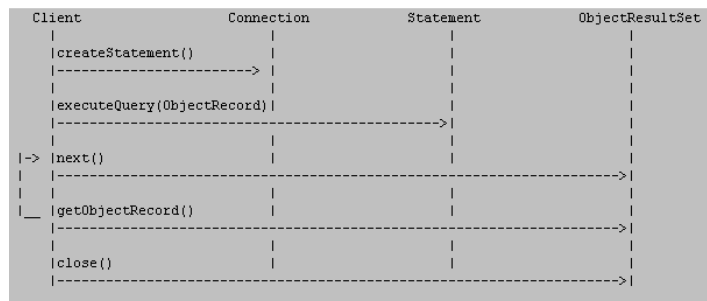 Client Connection Statement ObjectResultSet
createStatement()
executeQuery(ObjectRecord)
next()
getObjectRecord()
close()